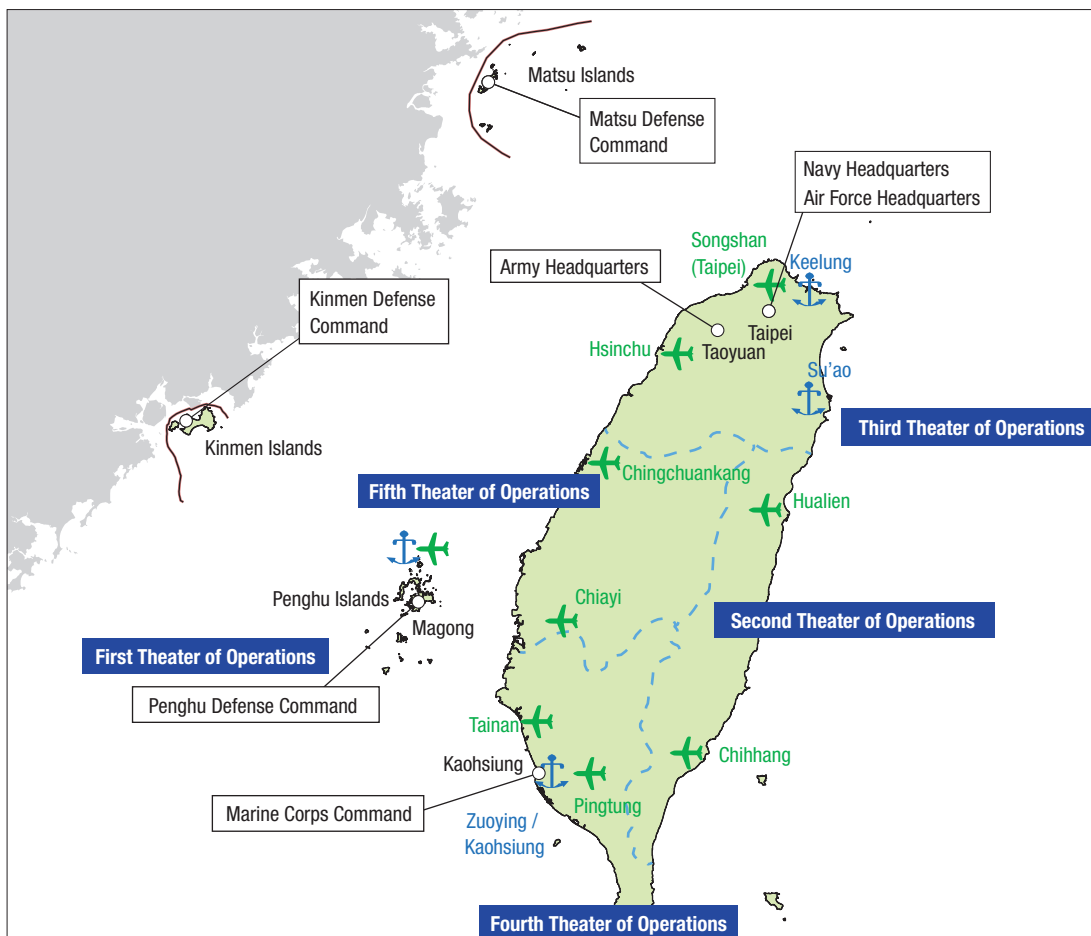 Matsu Islands
Matsu Defense
Command
Navy Headquarters
Air Force Headquarters
Songshan
(Taipei)
Keelung
Army Headquarters
Kinmen Defense
Command
Taipei
Taoyuan
Hsinchu
Su'ao
Kinmen Islands
Third Theater of Operations
Chingchuankang
Fifth Theater of Operations
Hualien
Penghu Islands
Chiayi
Magong
Second Theater of Operations
First Theater of Operations
Penghu Defense Command
Tainan
Kaohsiung
Chihhang
Marine Corps Command
Pingtung
Zuoying /
Kaohsiung
Fourth Theater of Operations